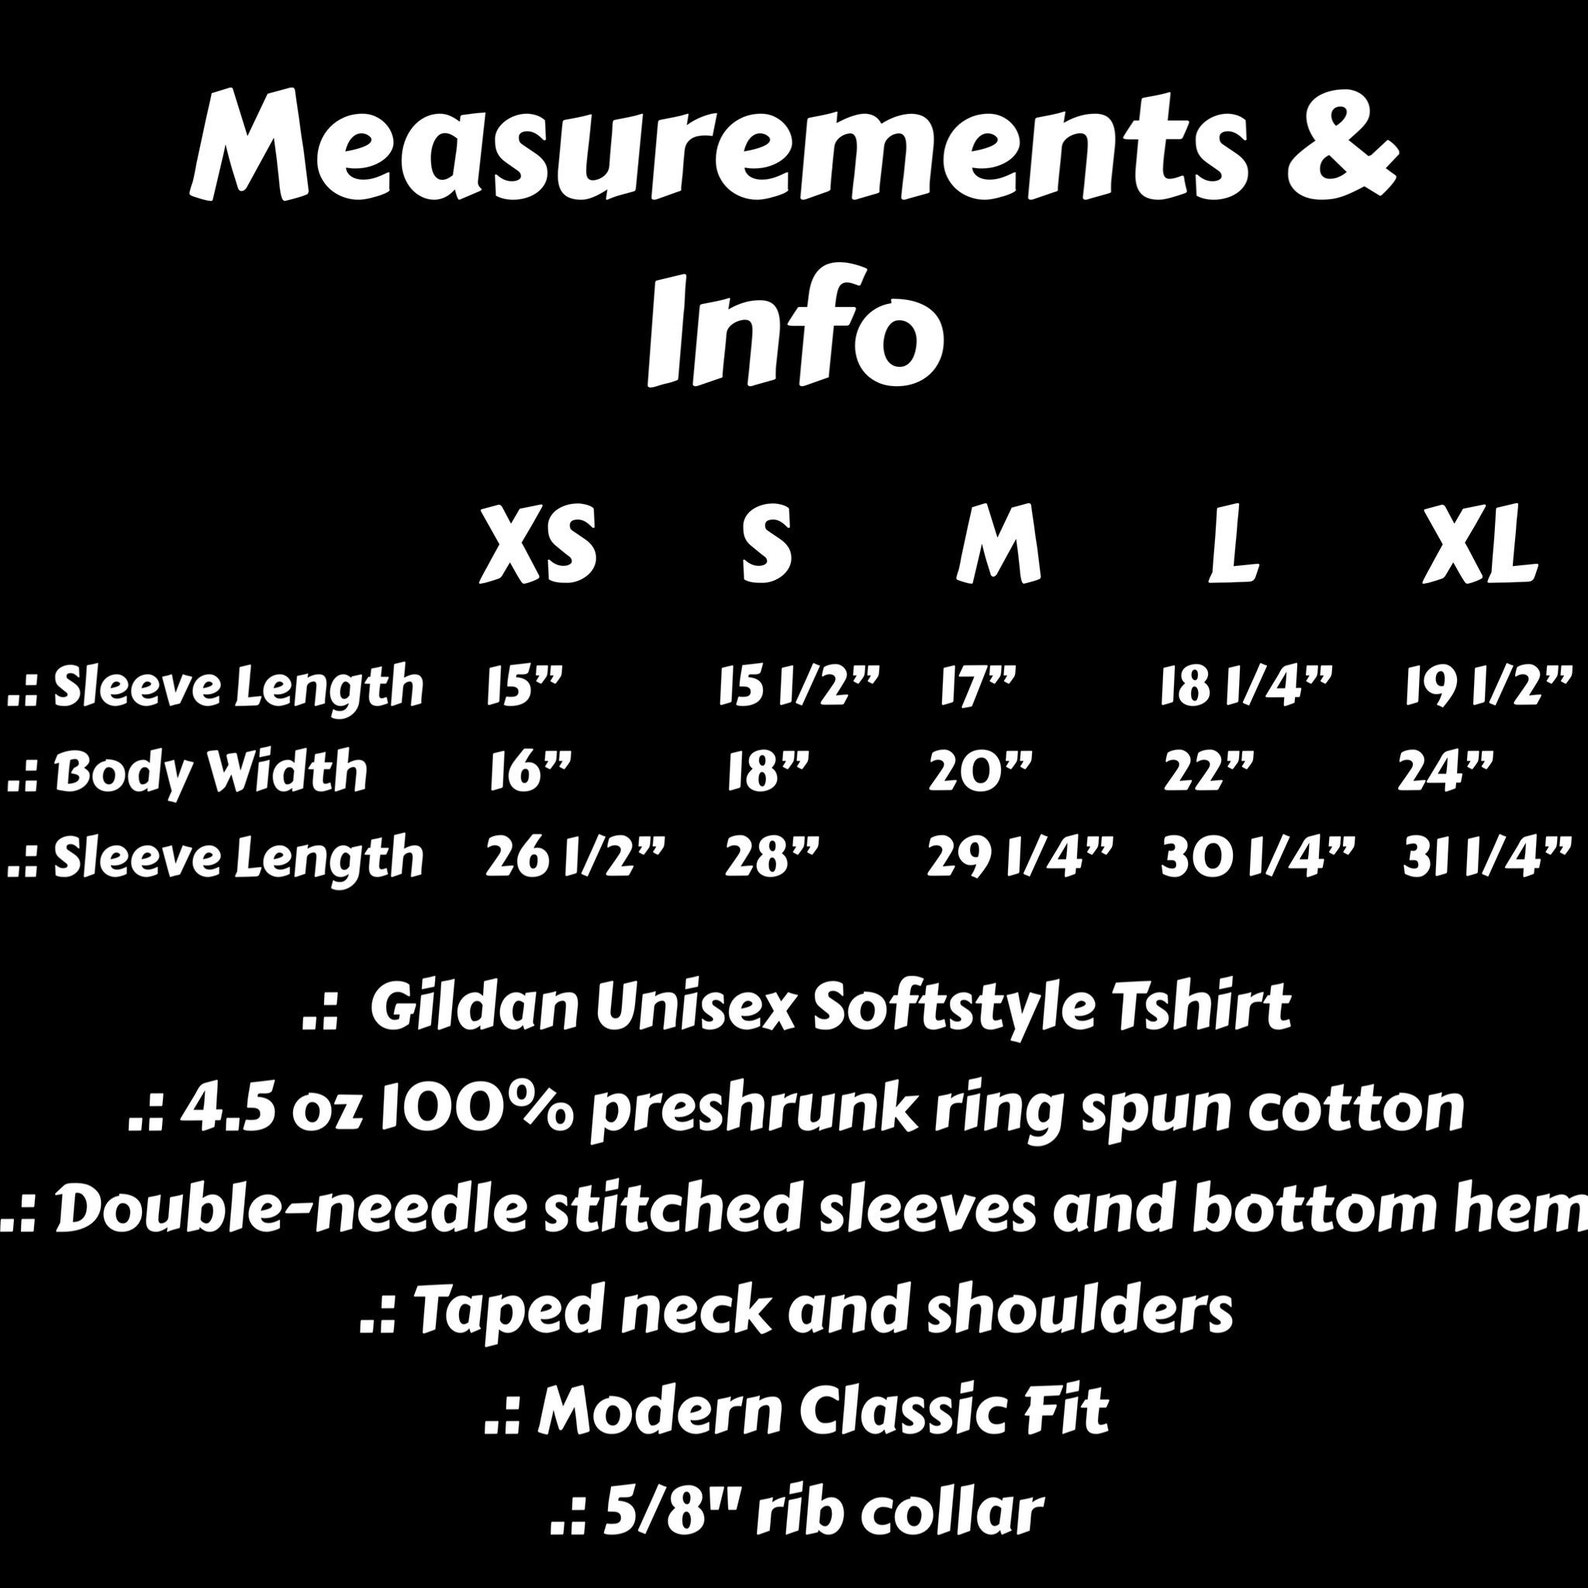 Measurements &
Info
XS S M L XL
.: Sleeve Length 15” 15 1/2” 17” 18 1/4” 19 1/2”
.: Body Width 16” 18” 20” 22” 24”
.: Sleeve Length 26 1/2” 28” 29 1/4” 30 1/4” 31 1/4”
.: Gildan Unisex Softstyle Tshirt
.: 4.5 oz 100% preshrunk ring spun cotton
.: Double-needle stitched sleeves and bottom hem
.: Taped neck and shoulders
.: Modern Classic Fit
.: 5/8" rib collar